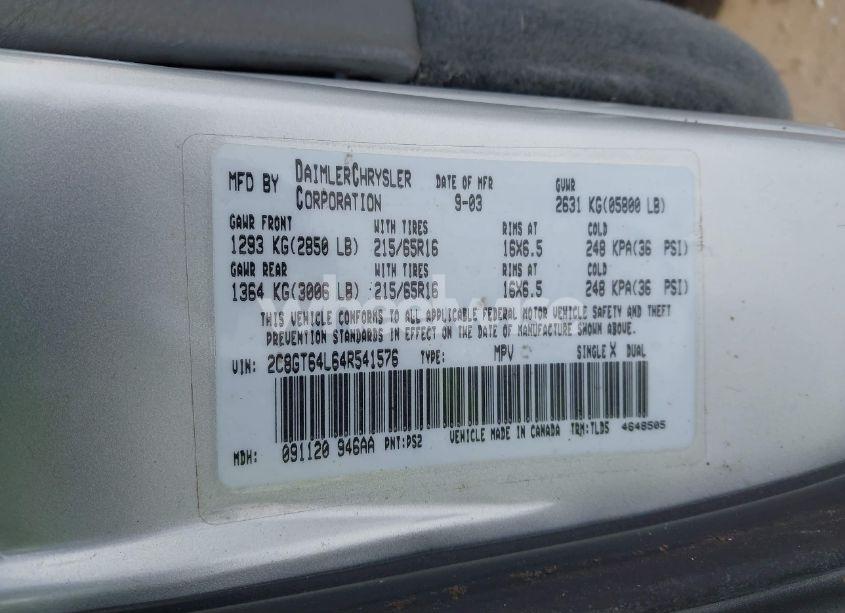 MFD BY DAIMLERCHRYSLER CORPORATION DATE OF MFR 9-03 GVWR 2631 KG(05800 LB)
GAWR FRONT WITH TIRES RIMS AT COLD
1293 KG(2850 LB) 215/65R16 16X6.5 248 KPA(36 PSI)
GAWR REAR WITH TIRES RIMS AT COLD
1364 KG(3006 LB) 215/65R16 16X6.5 248 KPA(36 PSI)
THIS VEHICLE CONFORMS TO ALL APPLICABLE FEDERAL MOTOR VEHICLE SAFETY AND THEFT
PREVENTION STANDARDS IN EFFECT ON THE DATE OF MANUFACTURE SHOWN ABOVE.
VIN: 2C8GT64L64R541576 TYPE: MPV SINGLE X DUAL
MDH: 091120 946AA PNT:PS2 VEHICLE MADE IN CANADA TRM:TLD5 4648505